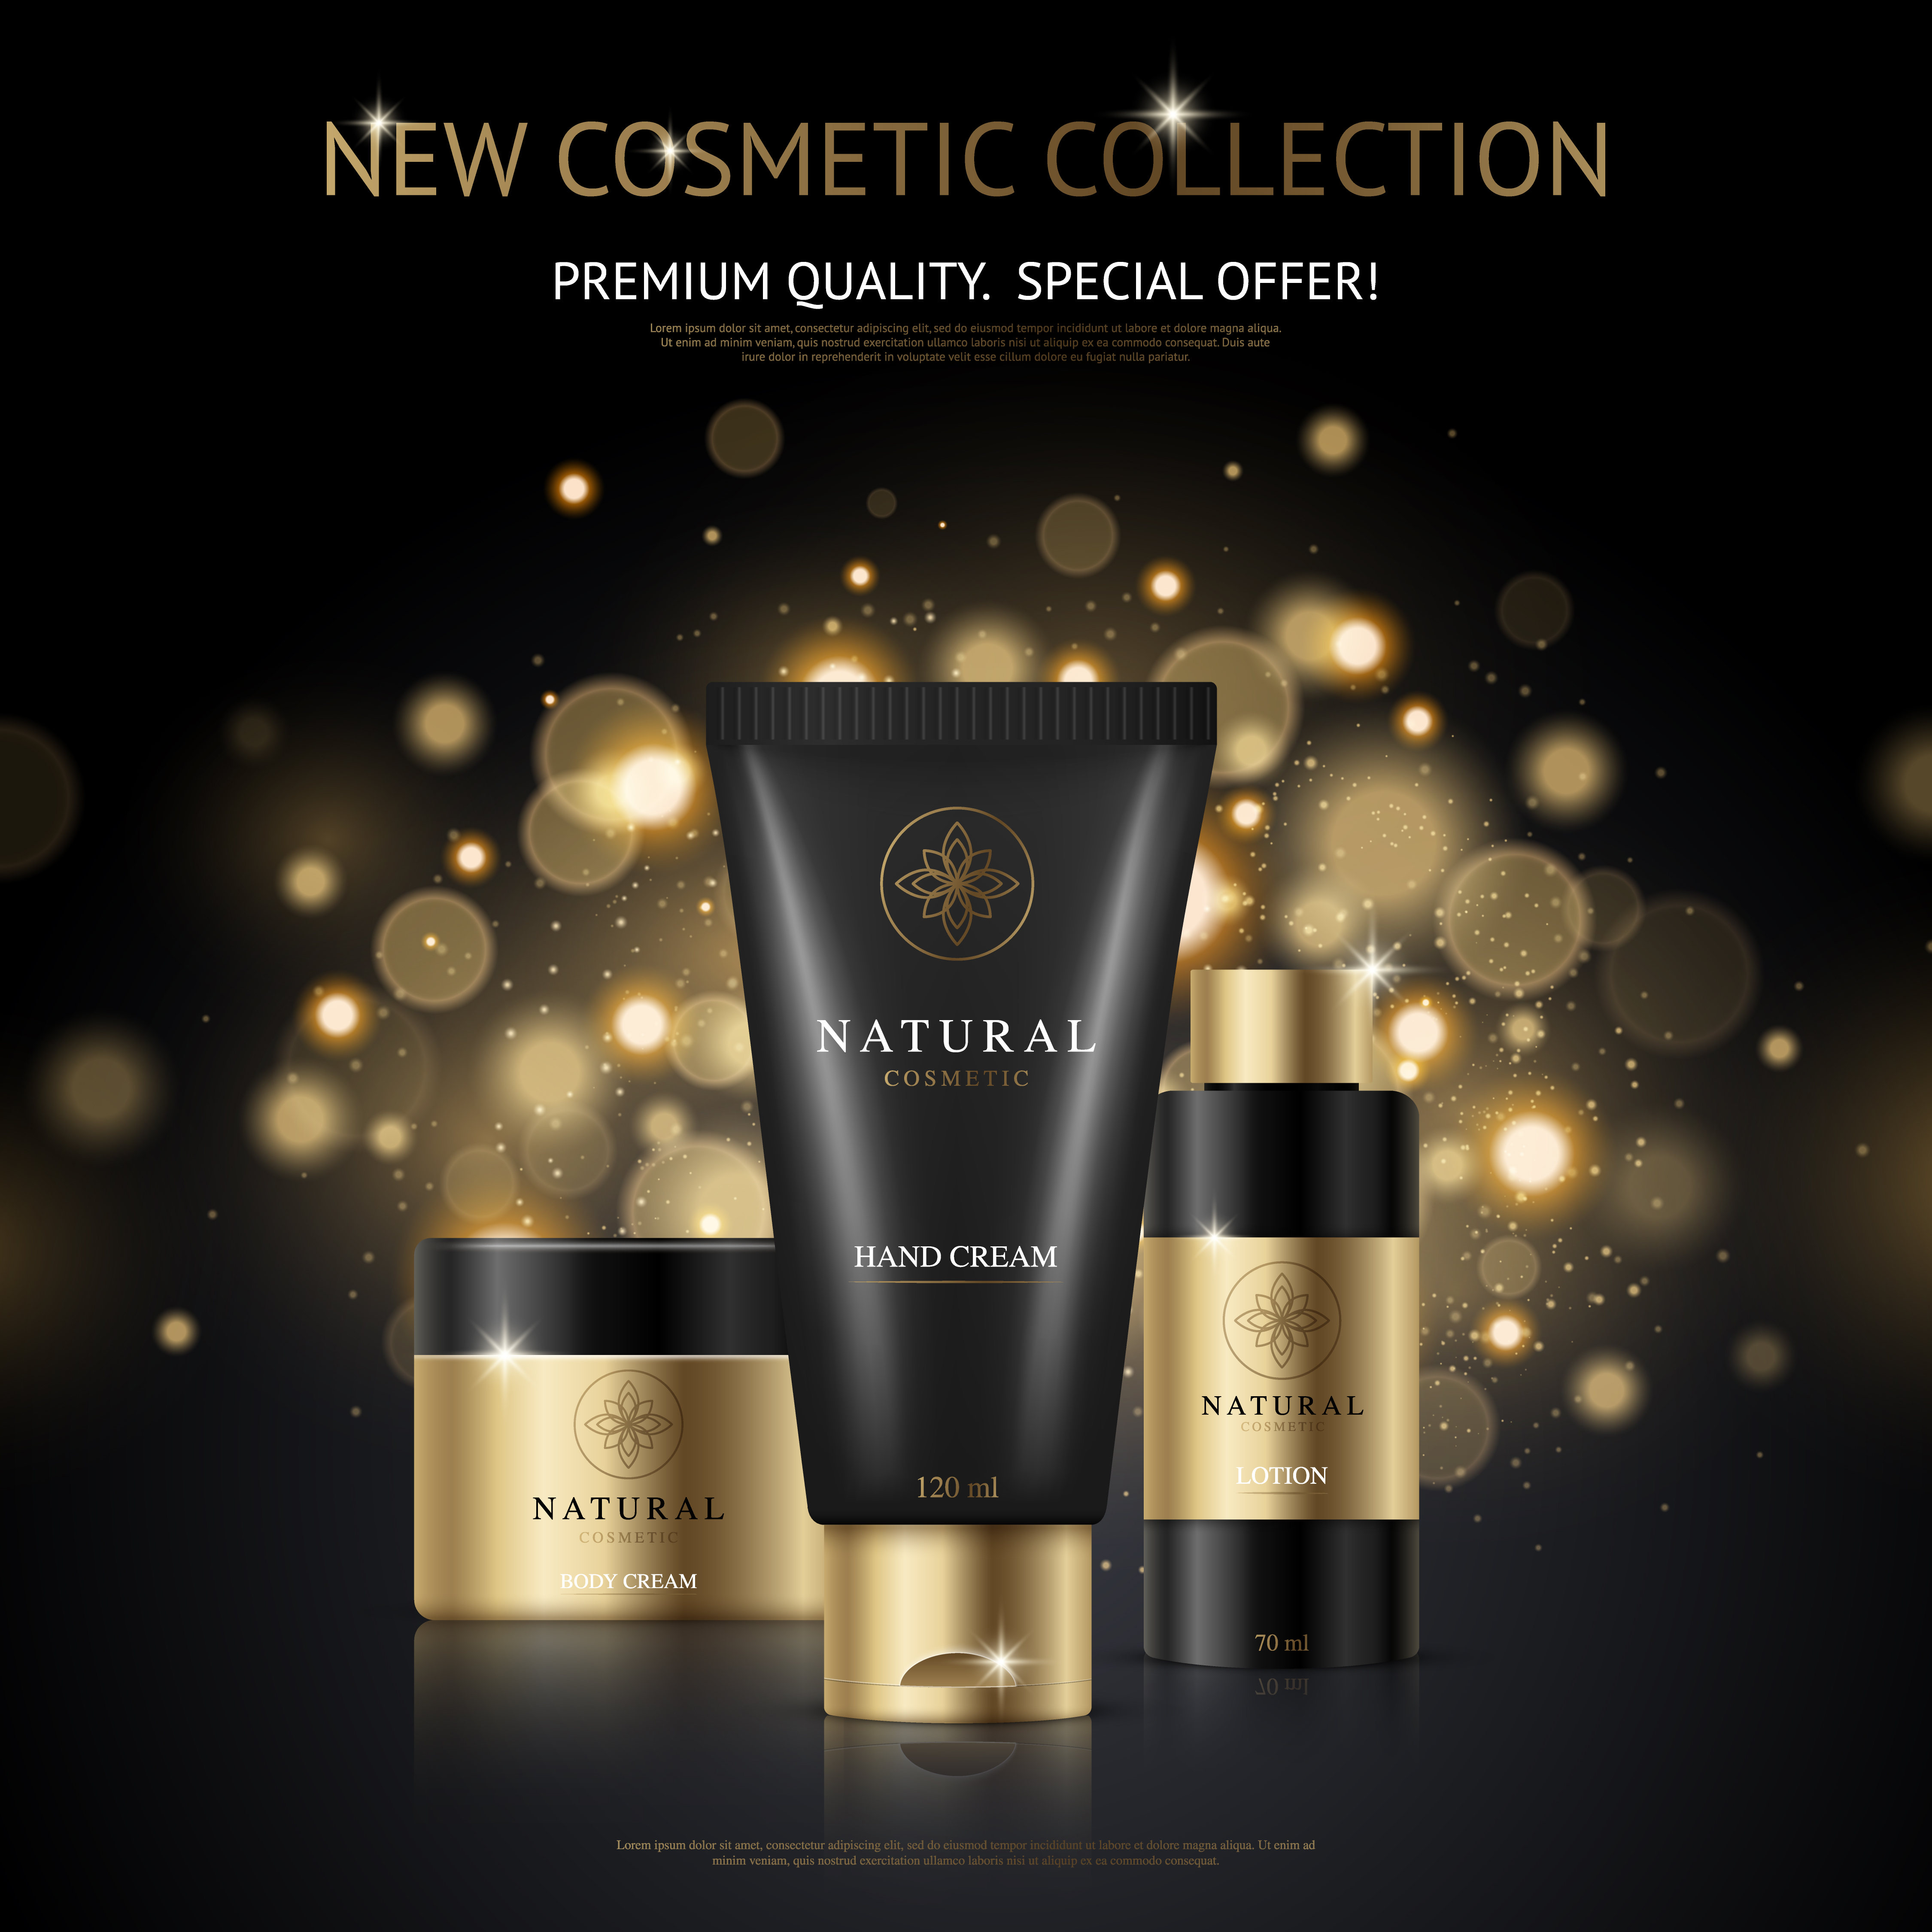 NEW COSMETIC COLLECTION
PREMIUM QUALITY. SPECIAL OFFER!
Lorem ipsum dolor sit amet, consectetur adipiscing elit, sed do eiusmod tempor incididunt ut labore et dolore magna aliqua.
Ut enim ad minim veniam, quis nostrud exercitation ullamco laboris nisi ut aliquip ex ea commodo consequat. Duis aute
irure dolor in reprehenderit in voluptate velit esse cillum dolore eu fugiat nulla pariatur.
NATURAL
COSMETIC
HAND CREAM
120 ml
NATURAL
COSMETIC
BODY CREAM
NATURAL
COSMETIC
LOTION
70 ml
70 ml
Lorem ipsum dolor sit amet, consectetur adipiscing elit, sed do eiusmod tempor incididunt ut labore et dolore magna aliqua. Ut enim ad
minim veniam, quis nostrud exercitation ullamco laboris nisi ut aliquip ex ea commodo consequat.